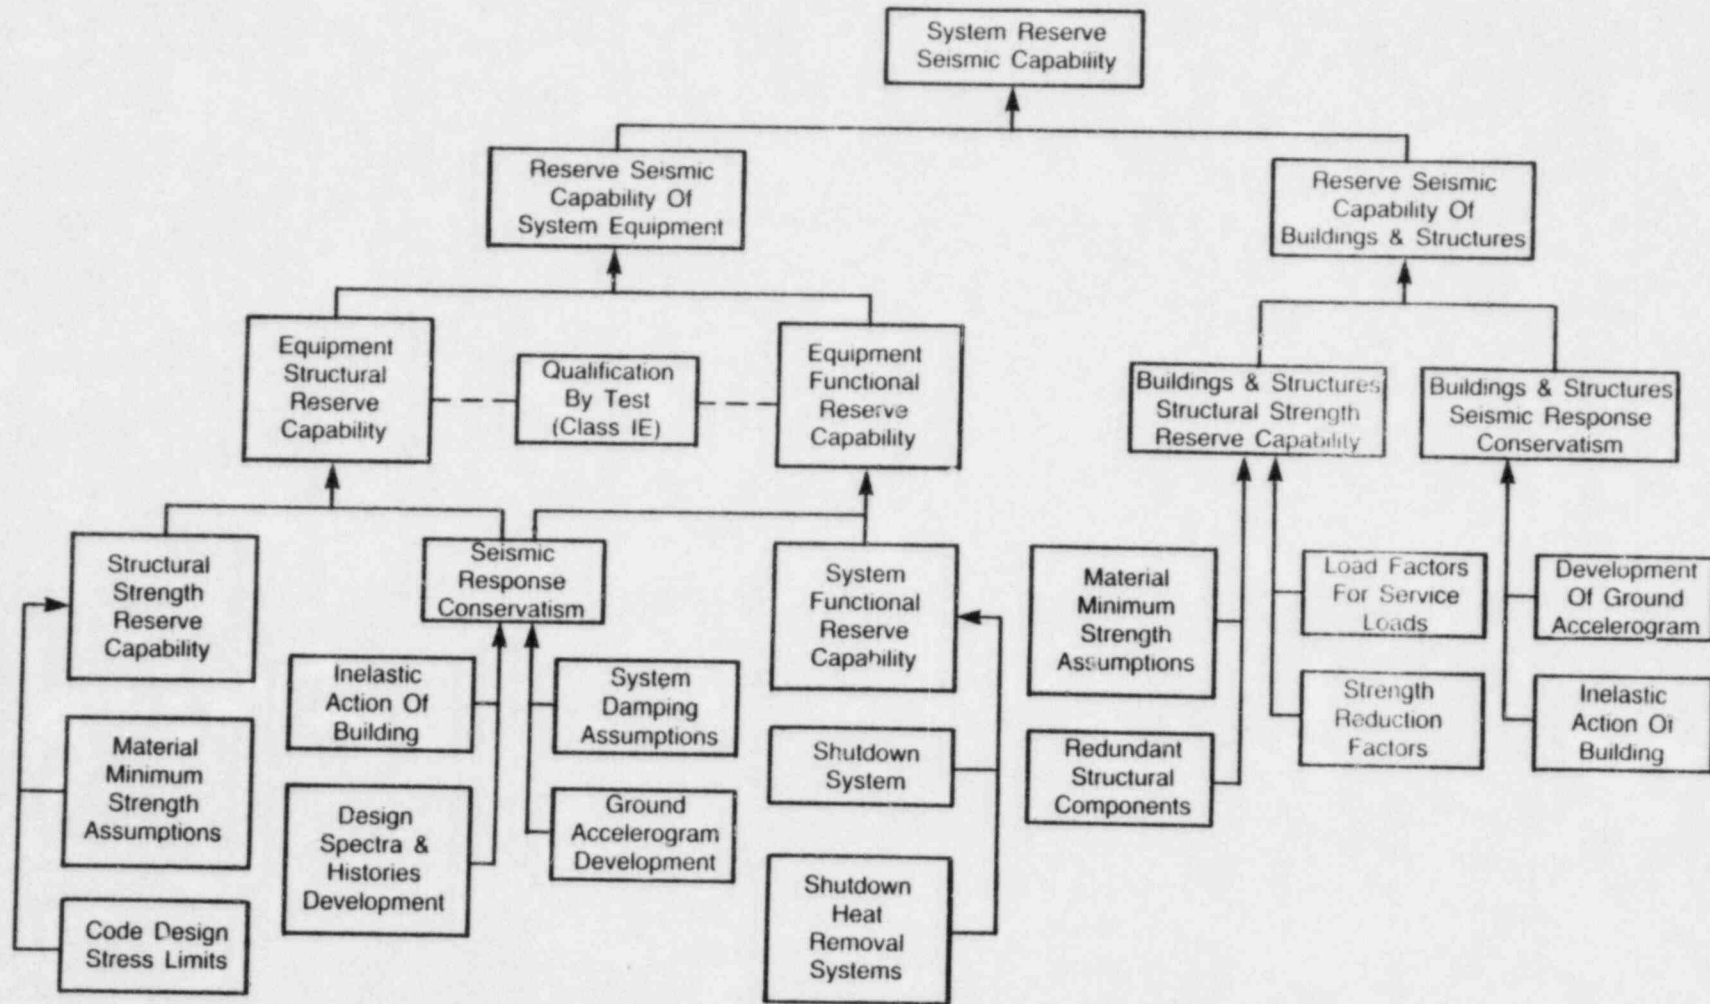 System Reserve
Seismic Capability
Reserve Seismic
Capability Of
System Equipment
Reserve Seismic
Capability Of
Buildings & Structures
Equipment
Structural
Reserve
Capability
Qualification
By Test
(Class IE)
Equipment
Functional
Reserve
Capability
Buildings & Structures
Structural Strength
Reserve Capability
Buildings & Structures
Seismic Response
Conservatism
Structural
Strength
Reserve
Capability
Seismic
Response
Conservatism
System
Functional
Reserve
Capability
Material
Minimum
Strength
Assumptions
Load Factors
For Service
Loads
Development
Of Ground
Accelerogram
Inelastic
Action Of
Building
System
Damping
Assumptions
Strength
Reduction
Factors
Inelastic
Action Of
Building
Material
Minimum
Strength
Assumptions
Shutdown
System
Redundant
Structural
Components
Design
Spectra &
Histories
Development
Ground
Accelerogram
Development
Code Design
Stress Limits
Shutdown
Heat
Removal
Systems